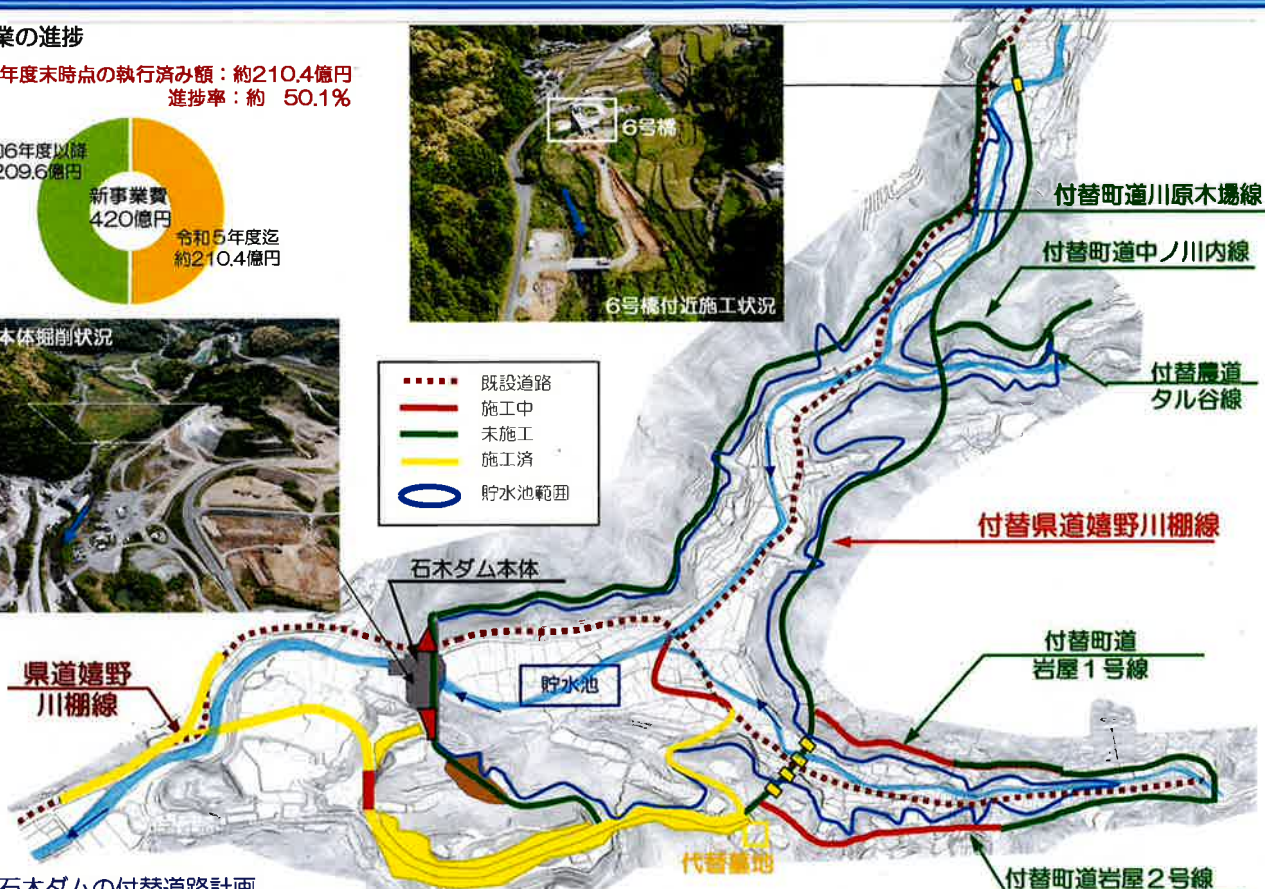 業の進捗
年度末時点の執行済み額：約210.4億円
進捗率：約 50.1%
6年度以降
209.6億円
新事業費
420億円
令和5年度迄
約210.4億円
6号橋
6号橋付近施工状況
本体掘削状況
既設道路
施工中
未施工
施工済
貯水池範囲
付替町道川原木場線
付替町道中ノ川内線
付替農道
タル谷線
付替県道嬉野川棚線
石木ダム本体
貯水池
県道嬉野
川棚線
付替町道
岩屋1号線
代替墓地
付替町道岩屋2号線
石木ダムの付替道路計画